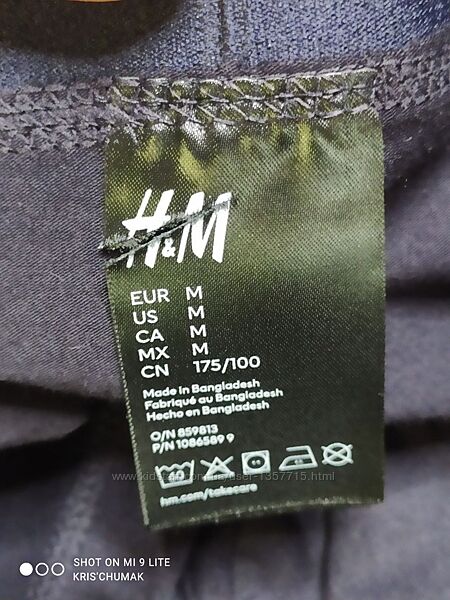 H&M
EUR M
US M
CA M
MX M
CN 175/100
Made in Bangladesh
Fabriqué au Bangladesh
Hecho en Bangladesh
O/N 859813
P/N 1086589 9
40
hm.com/takecare
SHOT ON MI 9 LITE
KRIS'CHUMAK